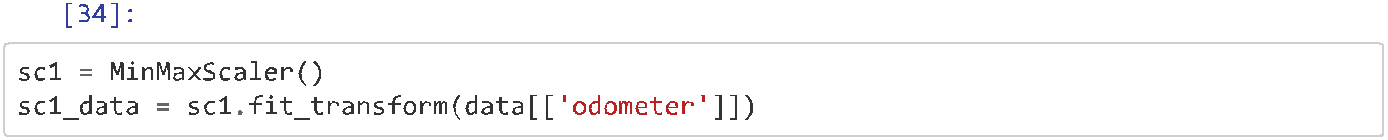 [34]:
sc1 = MinMaxScaler()
sc1_data = sc1.fit_transform(data[['odometer']])